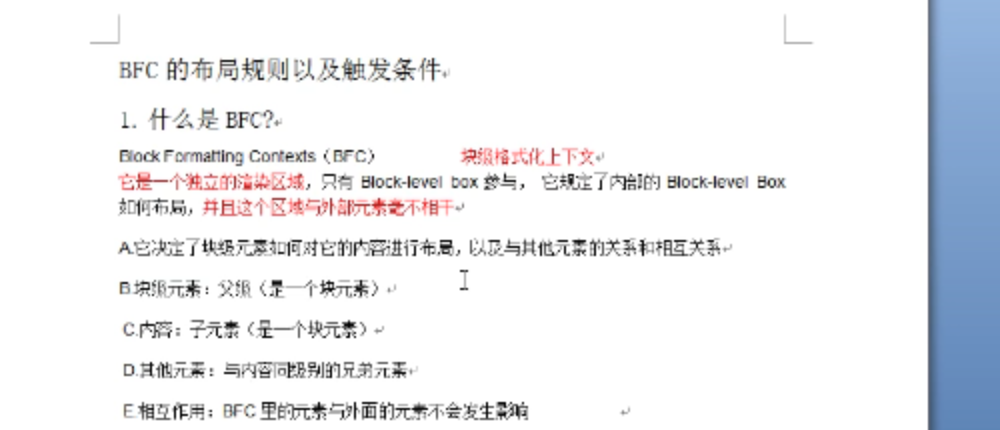 BFC 的布局规则以及触发条件
1. 什么是 BFC?
Block Formatting Contexts（BFC） 块级格式化上下文
它是一个独立的渲染区域，只有 Block-level box 参与， 它规定了内部的 Block-level Box
如何布局，并且这个区域与外部元素毫不相干
A.它决定了块级元素如何对它的内容进行布局，以及与其他元素的关系和相互关系
B.块级元素：父级（是一个块元素）
C.内容：子元素（是一个块元素）
D.其他元素：与内容同级别的兄弟元素
E.相互作用：BFC 里的元素与外面的元素不会发生影响